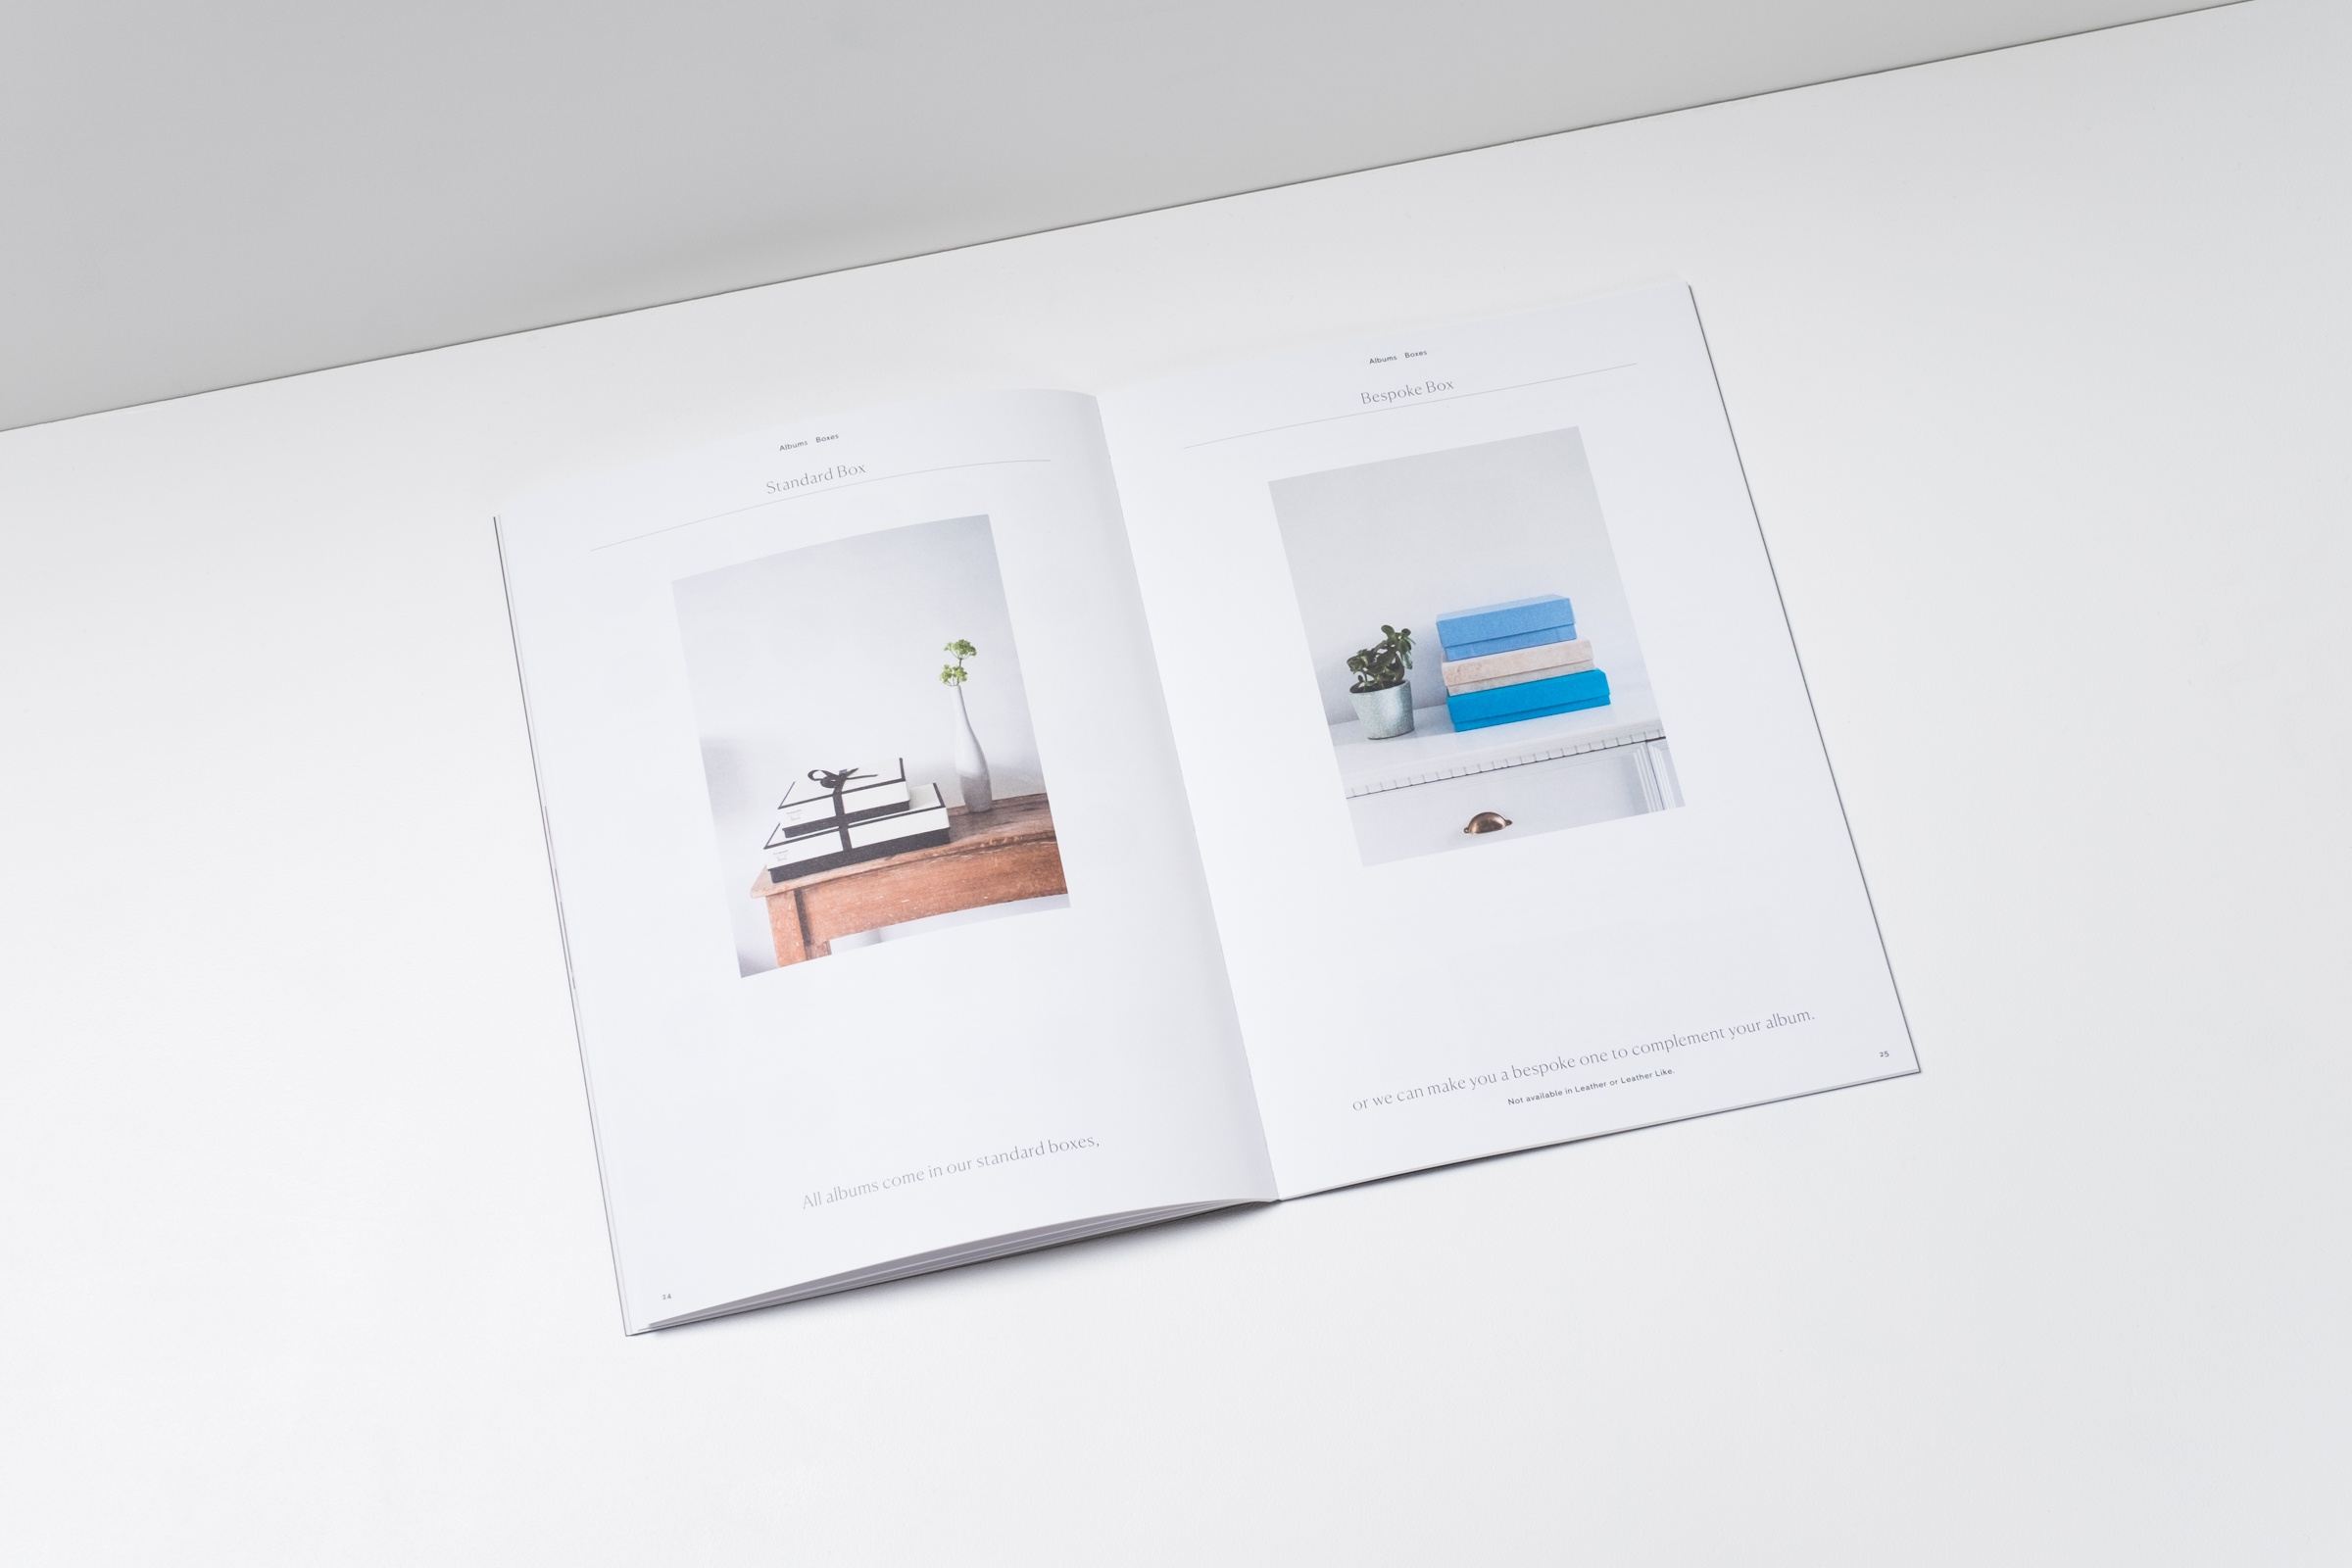 Albums Boxes
Standard Box
All albums come in our standard boxes,
24
Albums Boxes
Bespoke Box
or we can make you a bespoke one to complement your album.
Not available in Leather or Leather Like.
25